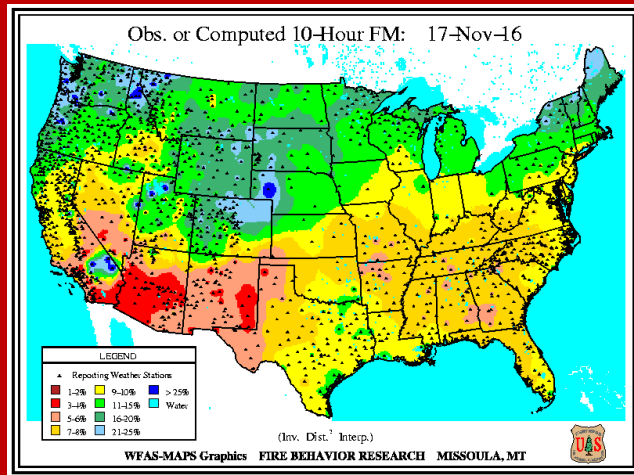 Obs. or Computed 10-Hour FM: 17-Nov-16
LEGEND
Reporting Weather Stations
1-2% 9-10% > 25%
3-4% 11-15% Water
5-6% 16-20%
7-8% 21-25%
(Inv. Dist.² Interp.)
WFAS-MAPS Graphics FIRE BEHAVIOR RESEARCH MISSOULA, MT
U S